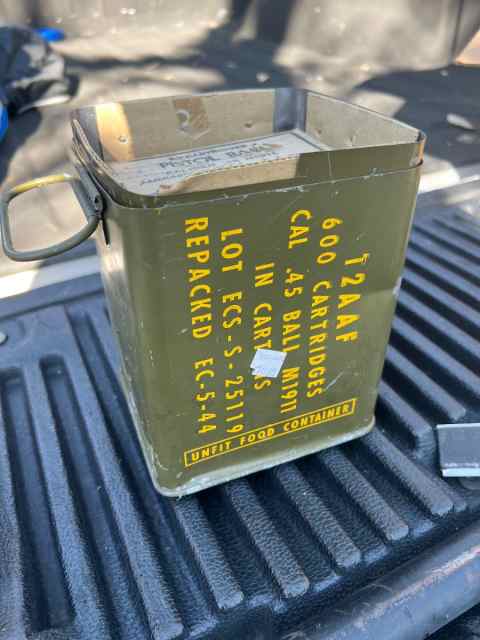 T2AAF
600 CARTRIDGES
CAL .45 BALL M1911
IN CARTONS
LOT ECS-S-25119
REPACKED EC-5-44
UNFIT FOOD CONTAINER